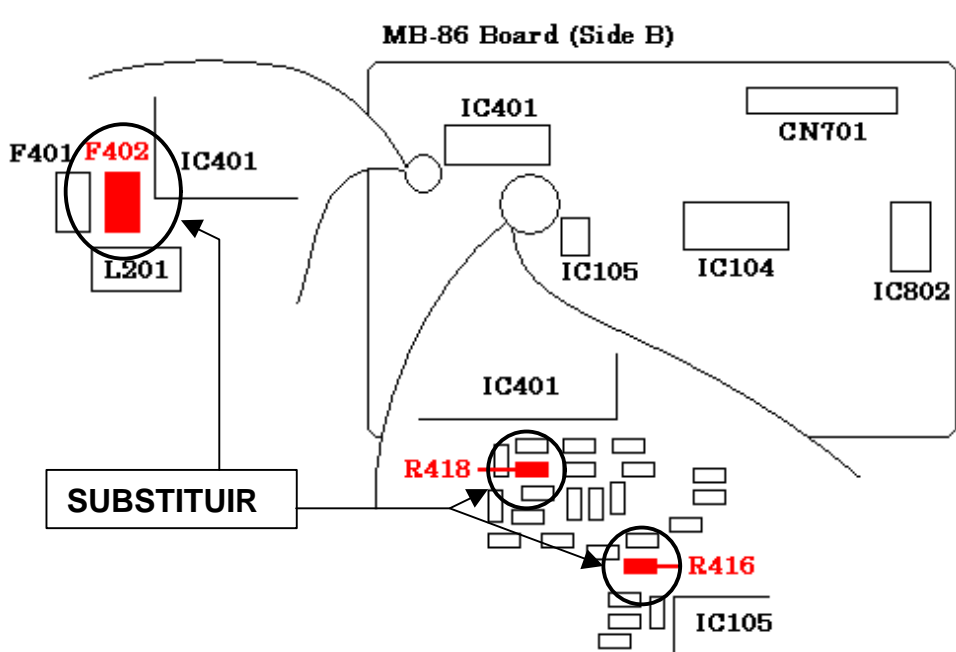 MB-86 Board (Side B)
IC401
CN701
F401
F402
IC401
L201
IC105
IC104
IC802
IC401
R418
SUBSTITUIR
R416
IC105